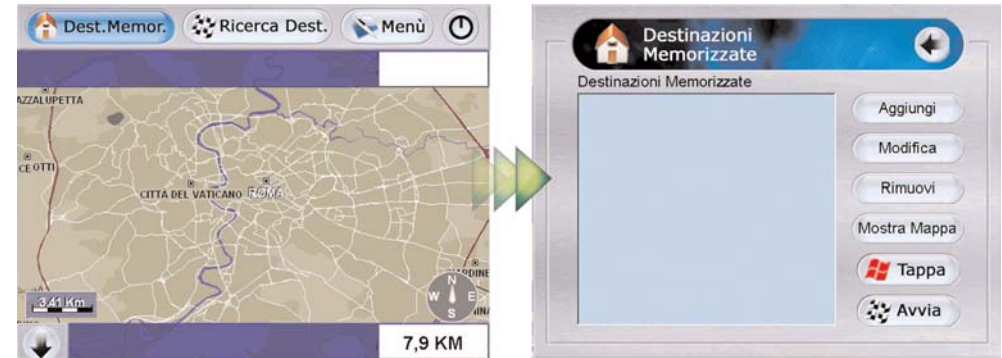 Dest.Memor.
Ricerca Dest.
Menù
AZZALUPETTA
CE OTTI
CITTÀ DEL VATICANO
ROMA
3,41 Km
N
W E
S
7,9 KM
Destinazioni
Memorizzate
Destinazioni Memorizzate
Aggiungi
Modifica
Rimuovi
Mostra Mappa
Tappa
Avvia